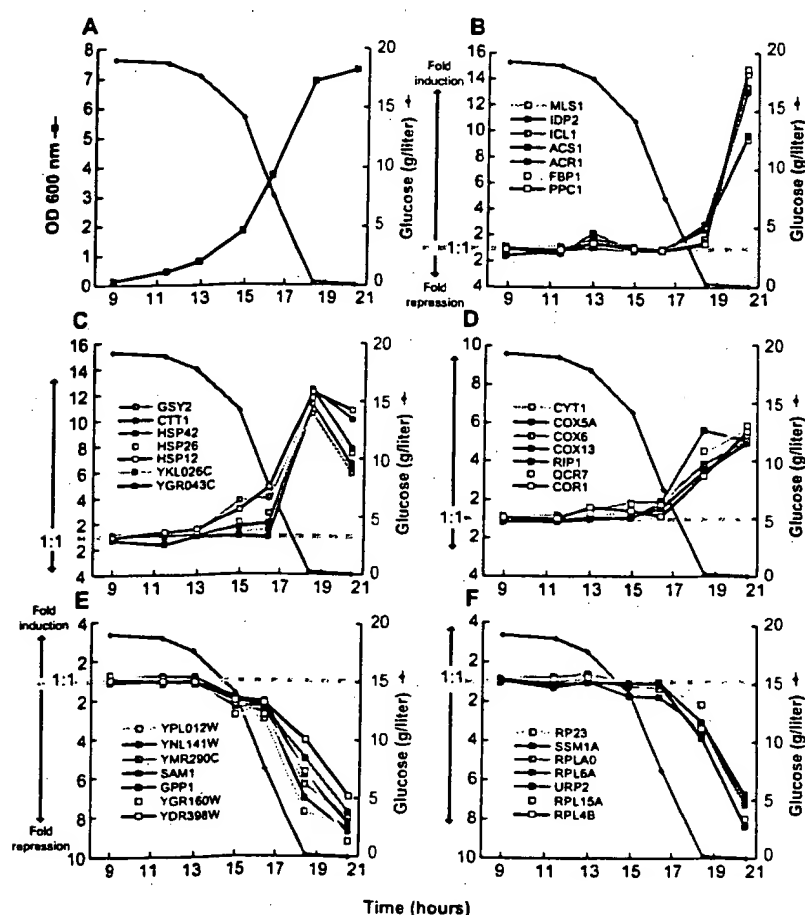 A
OD 600 nm
8
7
6
5
4
3
2
1
0
20
15
10
5
0
Glucose (g/liter)
9 11 13 15 17 19 21
B
Fold induction
16
14
12
10
8
6
4
2
1:1
2
4
Fold repression
MLS1
IDP2
ICL1
ACS1
ACR1
FBP1
PPC1
20
15
10
5
0
Glucose (g/liter)
9 11 13 15 17 19 21
C
16
14
12
10
8
6
4
2
1:1
2
4
GSY2
CTT1
HSP42
HSP26
HSP12
YKL026C
YGR043C
20
15
10
5
0
Glucose (g/liter)
9 11 13 15 17 19 21
D
10
8
6
4
2
1:1
2
4
CYT1
COX5A
COX6
COX13
RIP1
QCR7
COR1
20
15
10
5
0
Glucose (g/liter)
9 11 13 15 17 19 21
E
Fold induction
4
2
1:1
2
4
6
8
10
Fold repression
YPL012W
YNL141W
YMR290C
SAM1
GPP1
YGR160W
YDR398W
20
15
10
5
0
Glucose (g/liter)
9 11 13 15 17 19 21
F
4
2
1:1
2
4
6
8
10
RP23
SSM1A
RPLA0
RPL6A
URP2
RPL15A
RPL4B
20
15
10
5
0
Glucose (g/liter)
9 11 13 15 17 19 21
Time (hours)